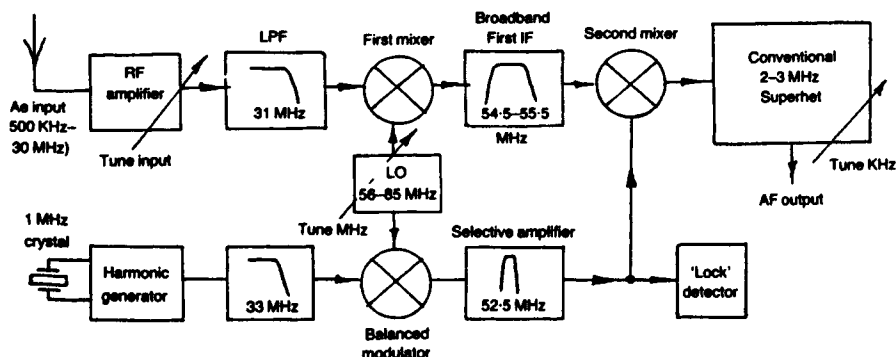 Ae input
500 KHz–
30 MHz)
RF
amplifier
Tune input
LPF
31 MHz
First mixer
Broadband
First IF
54·5–55·5
MHz
Second mixer
Conventional
2–3 MHz
Superhet
Tune KHz
AF output
LO
56–85 MHz
Tune MHz
1 MHz
crystal
Harmonic
generator
33 MHz
Balanced
modulator
Selective amplifier
52·5 MHz
'Lock'
detector